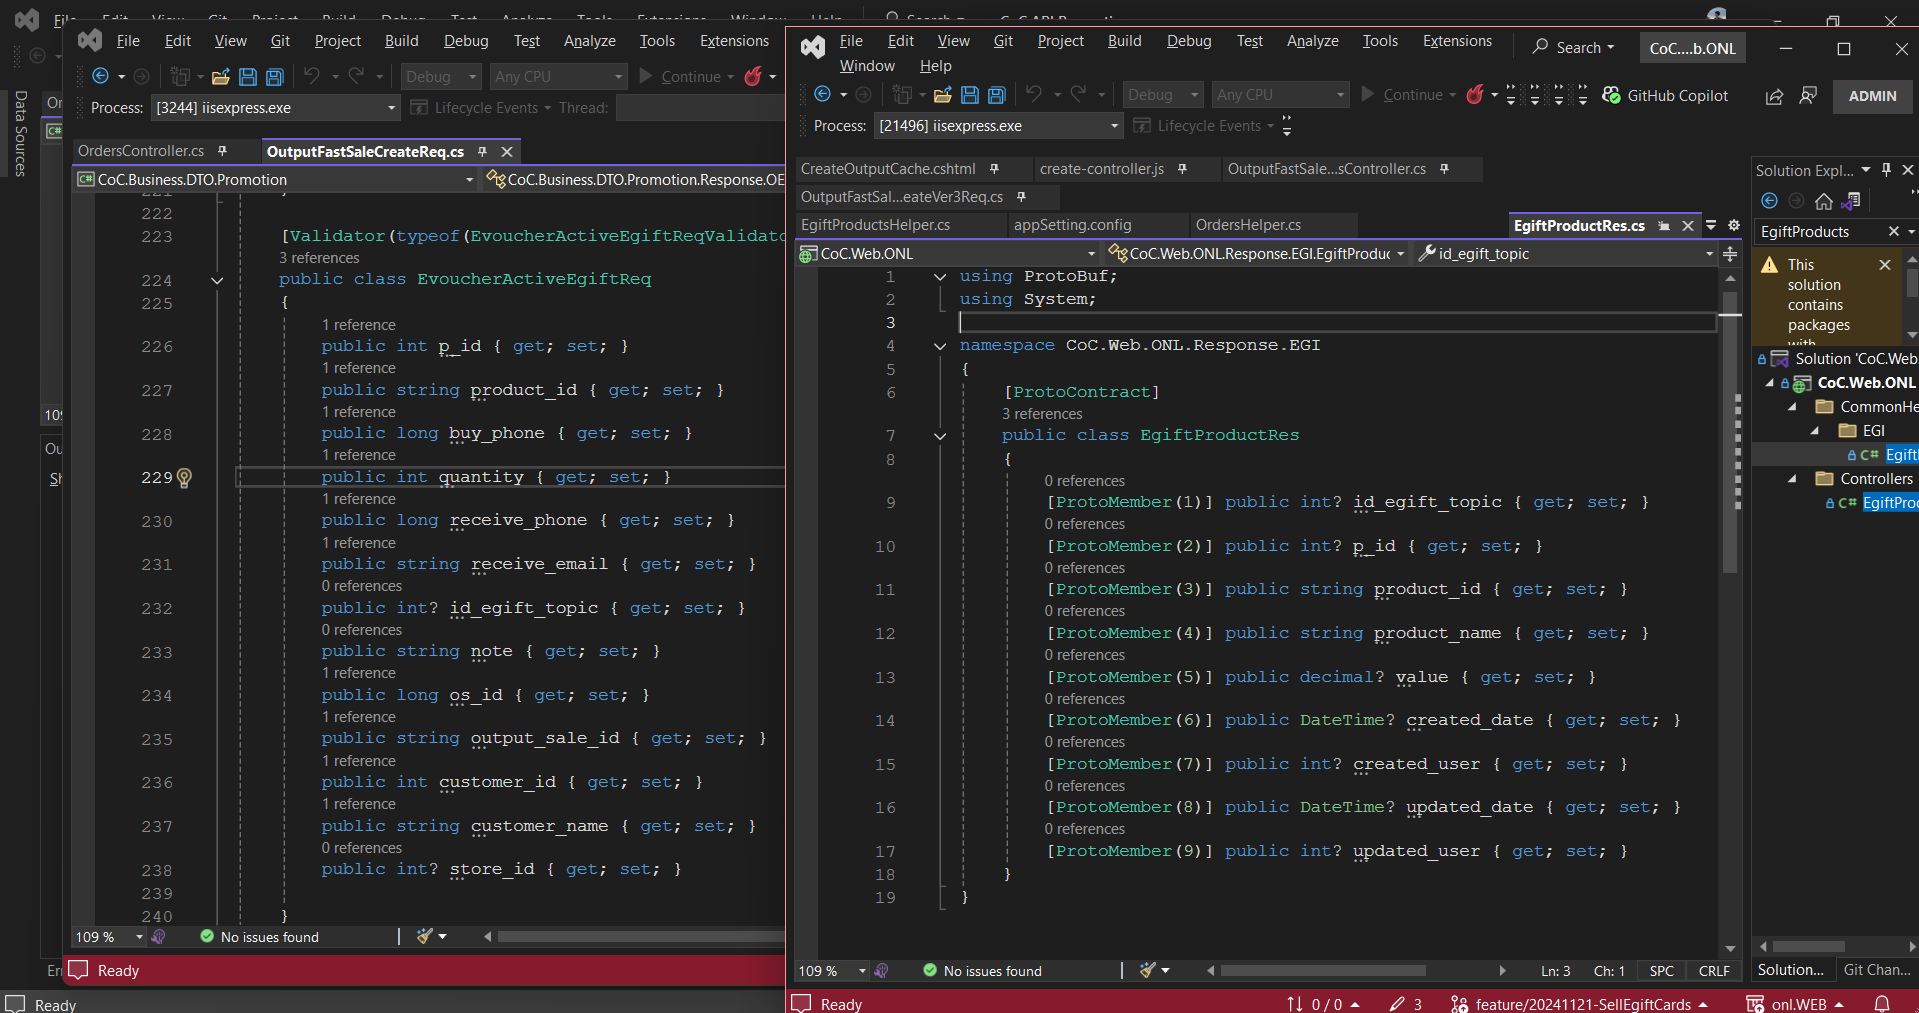 File Edit View Git Project Build Debug Test Analyze Tools Extensions
Process: [3244] iisexpress.exe Lifecycle Events Thread:
Debug Any CPU Continue
OrdersController.cs OutputFastSaleCreateReq.cs
CoC.Business.DTO.Promotion CoC.Business.DTO.Promotion.Response.OE
222
223 [Validator(typeof(EvoucherActiveEgiftReqValidato
3 references
224 public class EvoucherActiveEgiftReq
225 {
1 reference
226 public int p_id { get; set; }
1 reference
227 public string product_id { get; set; }
1 reference
228 public long buy_phone { get; set; }
1 reference
229 public int quantity { get; set; }
1 reference
230 public long receive_phone { get; set; }
1 reference
231 public string receive_email { get; set; }
0 references
232 public int? id_egift_topic { get; set; }
0 references
233 public string note { get; set; }
1 reference
234 public long os_id { get; set; }
1 reference
235 public string output_sale_id { get; set; }
1 reference
236 public int customer_id { get; set; }
1 reference
237 public string customer_name { get; set; }
0 references
238 public int? store_id { get; set; }
239
240 }
109 % No issues found
Ready
Ready
Data Sources
File Edit View Git Project Build Debug Test Analyze Tools Extensions Search CoC....b.ONL
Window Help
Debug Any CPU Continue GitHub Copilot ADMIN
Process: [21496] iisexpress.exe Lifecycle Events
CreateOutputCache.cshtml create-controller.js OutputFastSale...sController.cs
OutputFastSal...eateVer3Req.cs
EgiftProductsHelper.cs appSetting.config OrdersHelper.cs EgiftProductRes.cs
CoC.Web.ONL CoC.Web.ONL.Response.EGI.EgiftProduc id_egift_topic
1 using ProtoBuf;
2 using System;
3
4 namespace CoC.Web.ONL.Response.EGI
5 {
6 [ProtoContract]
3 references
7 public class EgiftProductRes
8 {
0 references
9 [ProtoMember(1)] public int? id_egift_topic { get; set; }
0 references
10 [ProtoMember(2)] public int? p_id { get; set; }
0 references
11 [ProtoMember(3)] public string product_id { get; set; }
0 references
12 [ProtoMember(4)] public string product_name { get; set; }
0 references
13 [ProtoMember(5)] public decimal? value { get; set; }
0 references
14 [ProtoMember(6)] public DateTime? created_date { get; set; }
0 references
15 [ProtoMember(7)] public int? created_user { get; set; }
0 references
16 [ProtoMember(8)] public DateTime? updated_date { get; set; }
0 references
17 [ProtoMember(9)] public int? updated_user { get; set; }
18 }
19 }
109 % No issues found Ln: 3 Ch: 1 SPC CRLF
Ready 0 / 0 3 feature/20241121-SellEgiftCards onl.WEB
Solution Expl...
EgiftProducts
This
solution
contains
packages
with
Solution 'CoC.Web
CoC.Web.ONL
CommonHe
EGI
EgiftI
Controllers
EgiftProd
Solution... Git Chan...